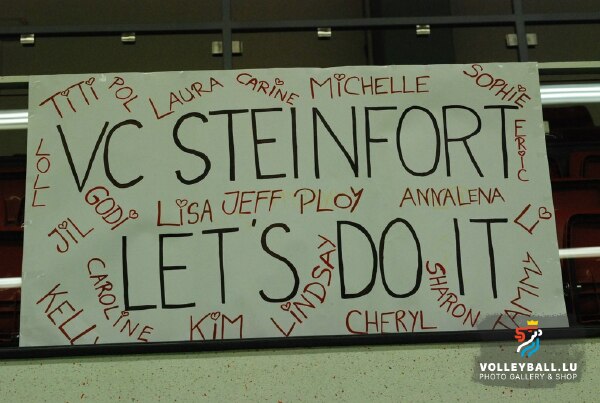 TiTi POL LAURA CARiNE MiCHELLE SOPHiE
VC STEINFORT
LOLL
ERiC
GODi
LiSA JEFF PLOY ANNALENA
Li
JiL
LET'S DO IT
LiNDSAY
CAROLiNE
SHARON
TAMMY
KELLY
KiM
CHERYL
VOLLEYBALL.LU
PHOTO GALLERY & SHOP